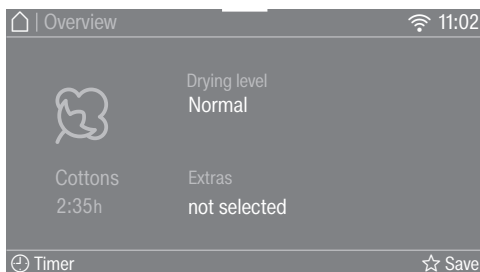 | Overview
11:02
Drying level
Normal
Cottons
2:35h
Extras
not selected
Timer
Save